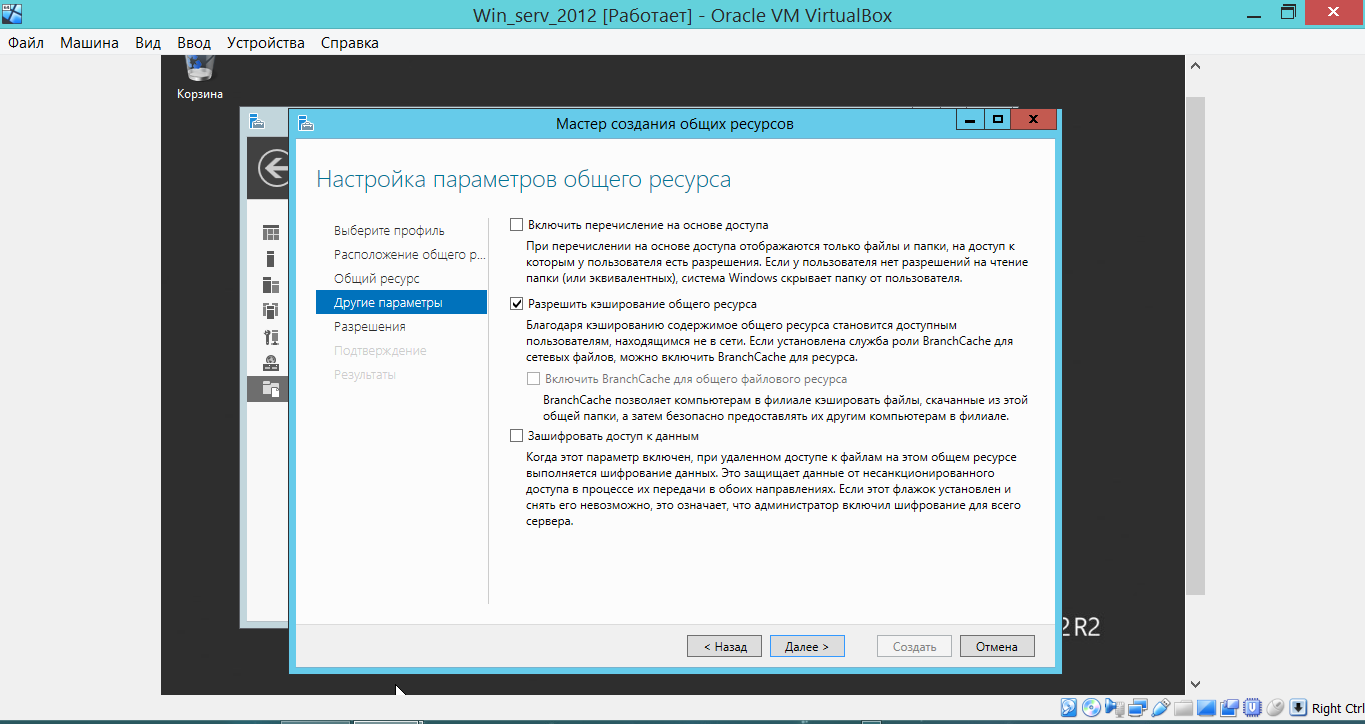 Win_serv_2012 [Работает] - Oracle VM VirtualBox
Файл Машина Вид Ввод Устройства Справка
Корзина
Мастер создания общих ресурсов
Настройка параметров общего ресурса
Выберите профиль
Расположение общего р...
Общий ресурс
Другие параметры
Разрешения
Подтверждение
Результаты
Включить перечисление на основе доступа
При перечислении на основе доступа отображаются только файлы и папки, на доступ к
которым у пользователя есть разрешения. Если у пользователя нет разрешений на чтение
папки (или эквивалентных), система Windows скрывает папку от пользователя.
Разрешить кэширование общего ресурса
Благодаря кэшированию содержимое общего ресурса становится доступным
пользователям, находящимся не в сети. Если установлена служба роли BranchCache для
сетевых файлов, можно включить BranchCache для ресурса.
Включить BranchCache для общего файлового ресурса
BranchCache позволяет компьютерам в филиале кэшировать файлы, скачанные из этой
общей папки, а затем безопасно предоставлять их другим компьютерам в филиале.
Зашифровать доступ к данным
Когда этот параметр включен, при удаленном доступе к файлам на этом общем ресурсе
выполняется шифрование данных. Это защищает данные от несанкционированного
доступа в процессе их передачи в обоих направлениях. Если этот флажок установлен и
снять его невозможно, это означает, что администратор включил шифрование для всего
сервера.
2 R2
< Назад Далее > Создать Отмена
Right Ctrl